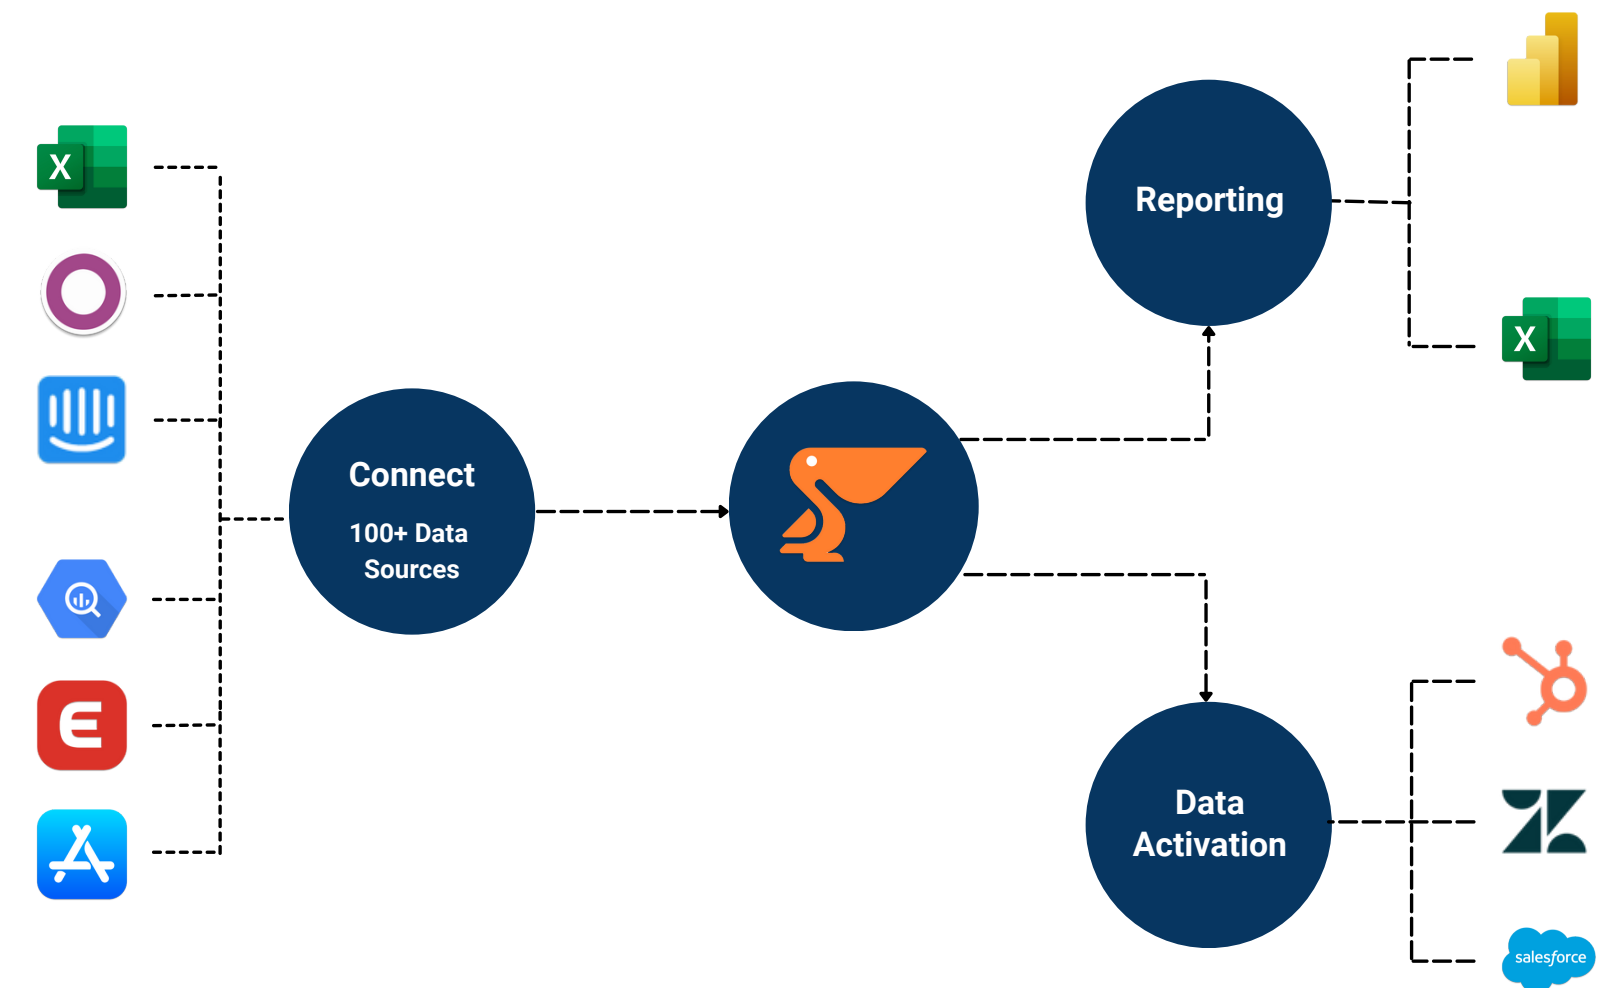 X
Connect
100+ Data
Sources
Reporting
X
Data
Activation
salesforce